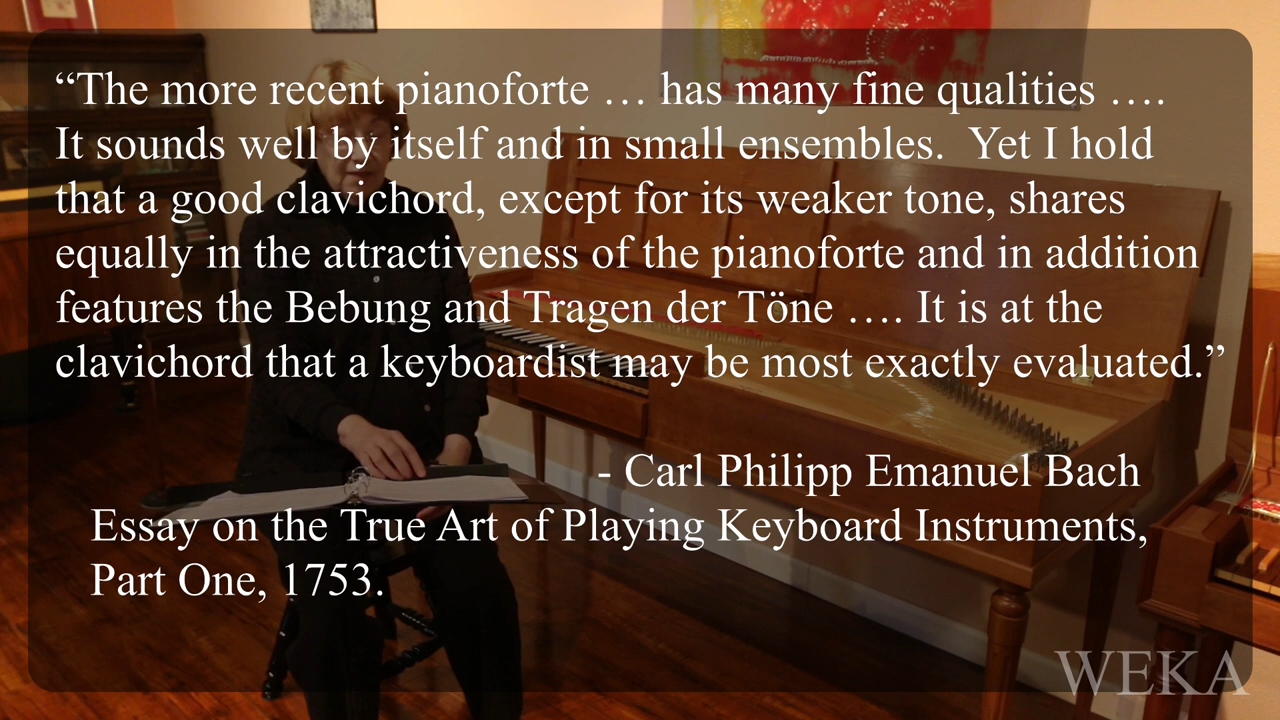 “The more recent pianoforte … has many fine qualities ….
It sounds well by itself and in small ensembles.  Yet I hold
that a good clavichord, except for its weaker tone, shares
equally in the attractiveness of the pianoforte and in addition
features the Bebung and Tragen der Töne …. It is at the
clavichord that a keyboardist may be most exactly evaluated.”
- Carl Philipp Emanuel Bach
Essay on the True Art of Playing Keyboard Instruments,
Part One, 1753.
WEKA